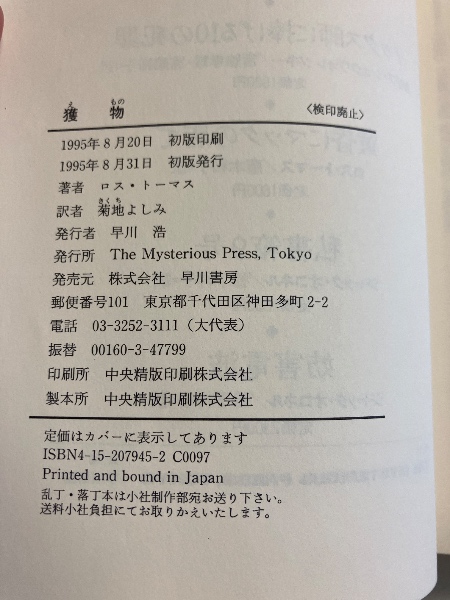 獲物 〈検印廃止〉
えもの
1995年8月20日 初版印刷
1995年8月31日 初版発行
著者 ロス・トーマス
きくち
訳者 菊地よしみ
発行者 早川 浩
発行所 The Mysterious Press, Tokyo
発売元 株式会社 早川書房
郵便番号101 東京都千代田区神田多町2-2
電話 03-3252-3111（大代表）
振替 00160-3-47799
印刷所 中央精版印刷株式会社
製本所 中央精版印刷株式会社
定価はカバーに表示してあります
ISBN4-15-207945-2 C0097
Printed and bound in Japan
乱丁・落丁本は小社制作部宛お送り下さい。
送料小社負担にてお取りかえいたします。